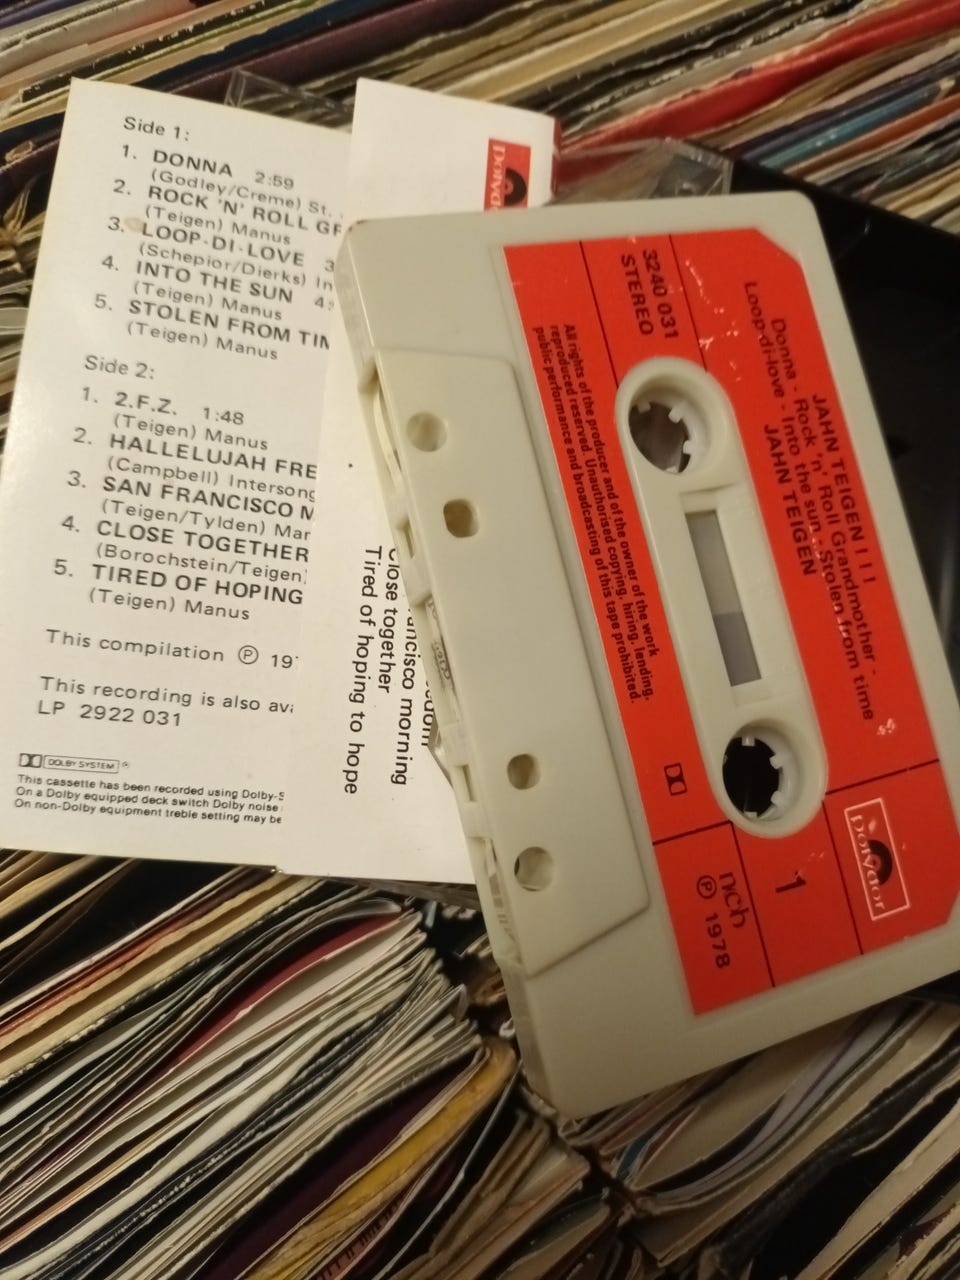 Side 1:
1. DONNA 2:59
(Godley/Creme) St.
2. ROCK 'N' ROLL GR
(Teigen) Manus
3. LOOP-DI-LOVE 3
(Schepior/Dierks) In
4. INTO THE SUN 4:
(Teigen) Manus
5. STOLEN FROM TIM
(Teigen) Manus
Side 2:
1. 2.F.Z. 1:48
(Teigen) Manus
2. HALLELUJAH FRE
(Campbell) Intersong
3. SAN FRANCISCO M
(Teigen/Tylden) Man
4. CLOSE TOGETHER
(Borochstein/Teigen)
5. TIRED OF HOPING
(Teigen) Manus
This compilation ℗ 197
This recording is also ava
LP 2922 031
DOLBY SYSTEM ®
This cassette has been recorded using Dolby-S
On a Dolby equipped deck switch Dolby noise
On non-Dolby equipment treble setting may be
Polydor
ancisco morning
Close together
Tired of hoping to hope
JAHN TEIGEN ! ! !
Donna - Rock 'n' Roll Grandmother -
Loop-di-love - Into the sun - Stolen from time
JAHN TEIGEN
3240 031
STEREO
All rights of the producer and of the owner of the work
reproduced reserved. Unauthorised copying, hiring, lending,
public performance and broadcasting of this tape prohibited.
Polydor
1
ncb
℗ 1978